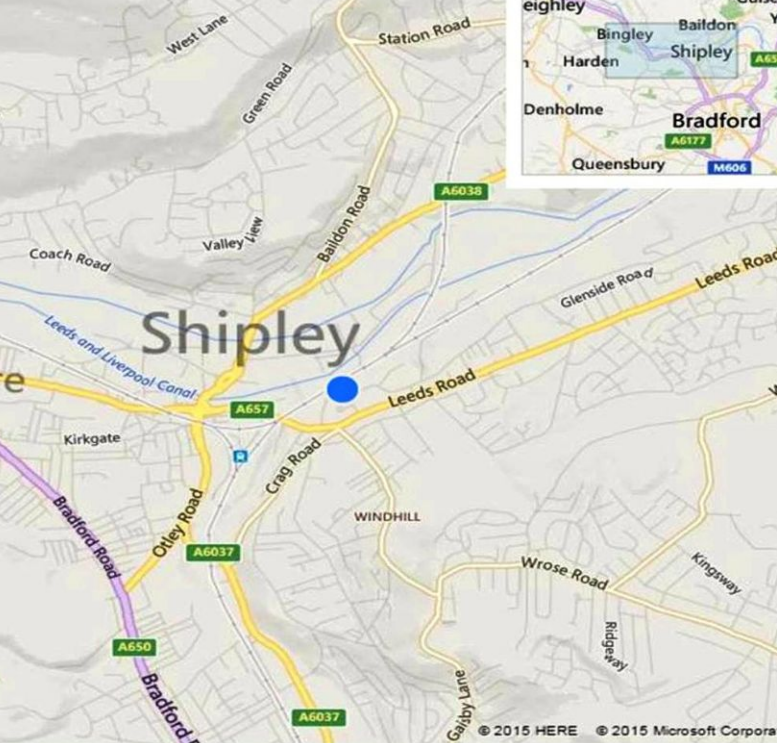 eighley
Baildon
Bingley
Shipley
Harden
A65
Denholme
Bradford
A6177
Queensbury
M606
West Lane
Station Road
Green Road
A6038
Baildon Road
Valley View
Coach Road
Glenside Road
Leeds Road
Shipley
Leeds and Liverpool Canal
re
A657
Leeds Road
Kirkgate
Crag Road
WINDHILL
Bradford Road
Otley Road
A6037
Wrose Road
Kingsway
Ridgeway
A650
Bradford
Gaisby Lane
A6037
© 2015 HERE © 2015 Microsoft Corpora